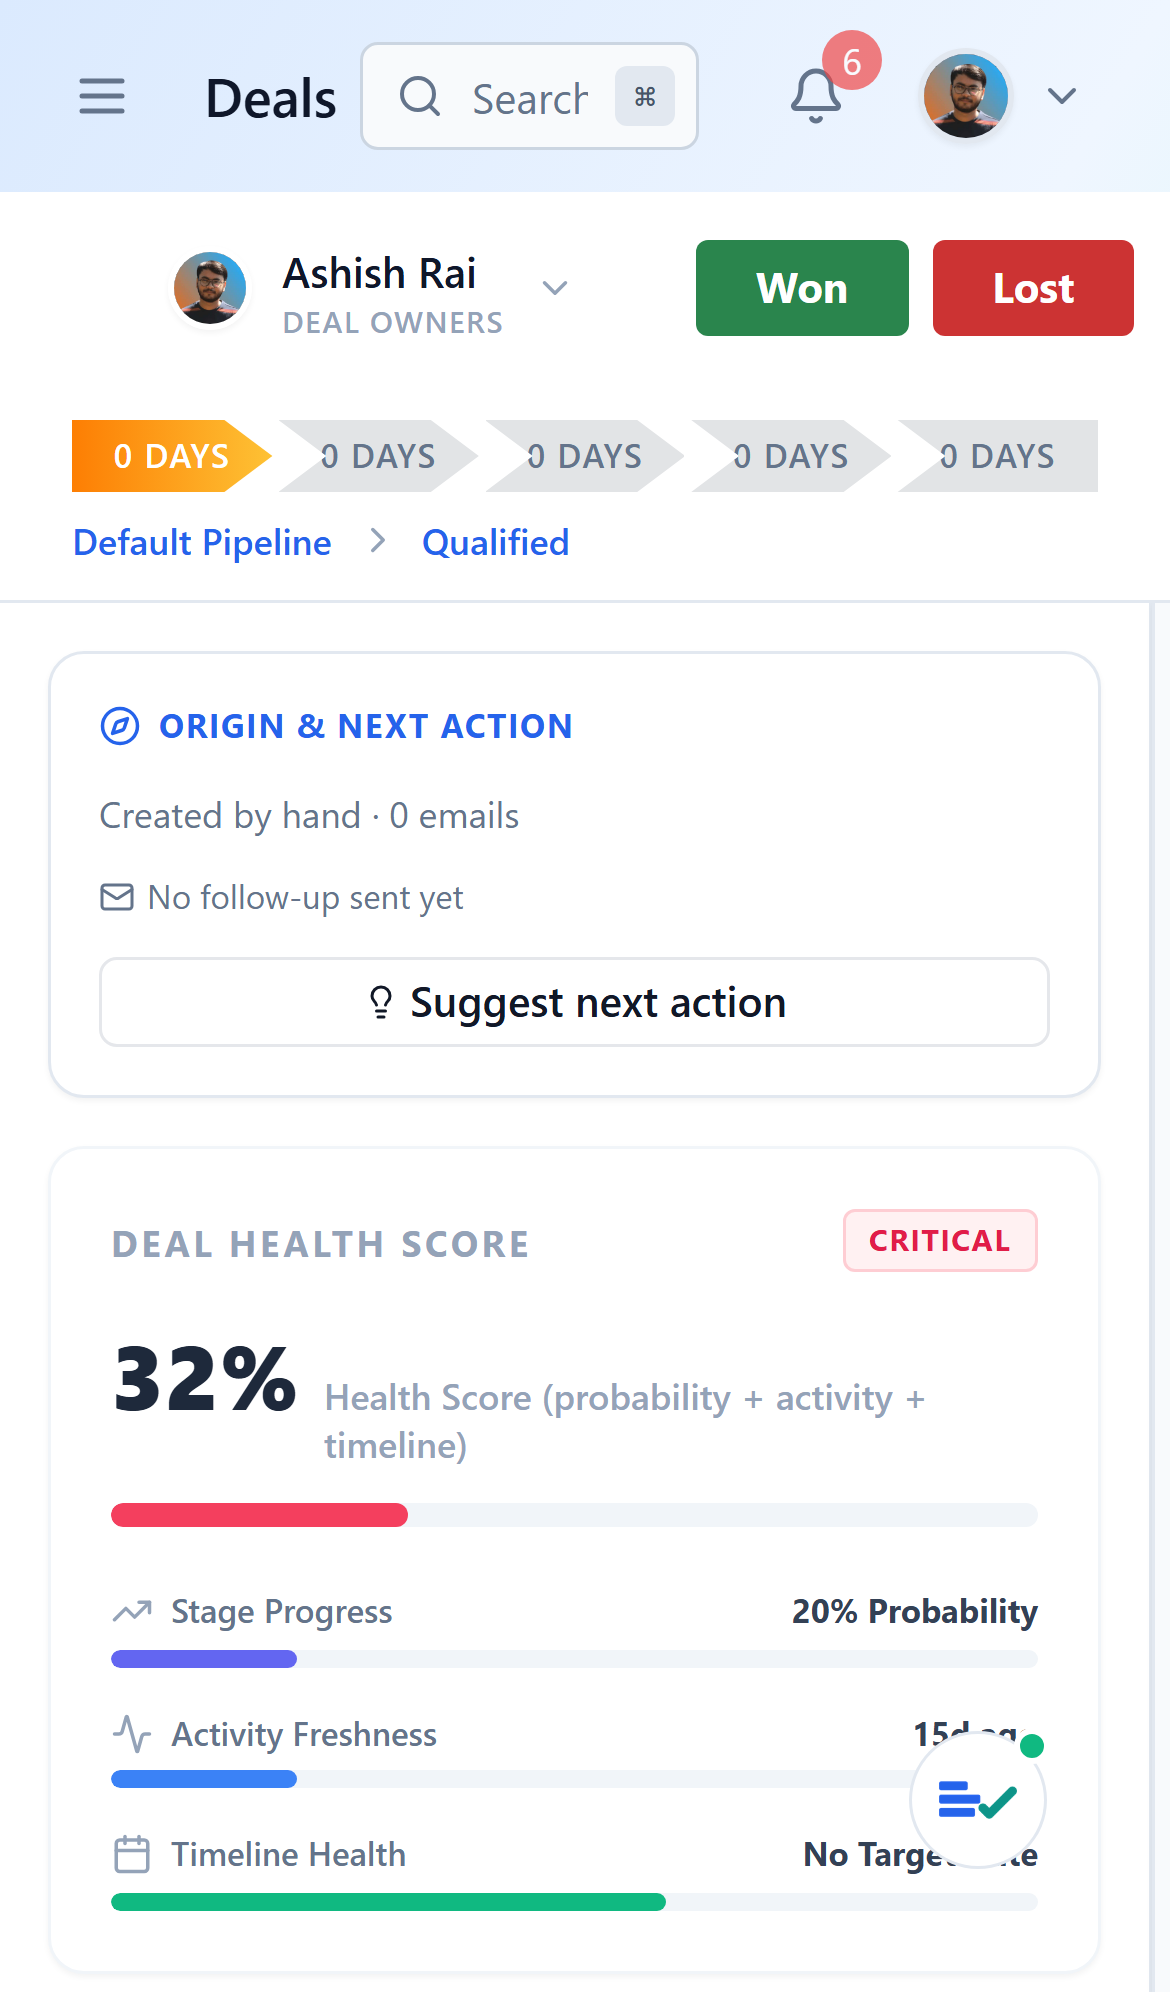 Deals
Search
⌘
6
Ashish Rai
DEAL OWNERS
Won
Lost
0 DAYS
0 DAYS
0 DAYS
0 DAYS
0 DAYS
Default Pipeline
Qualified
ORIGIN & NEXT ACTION
Created by hand · 0 emails
No follow-up sent yet
Suggest next action
DEAL HEALTH SCORE
CRITICAL
32%
Health Score (probability + activity +
timeline)
Stage Progress
20% Probability
Activity Freshness
15d
Timeline Health
No